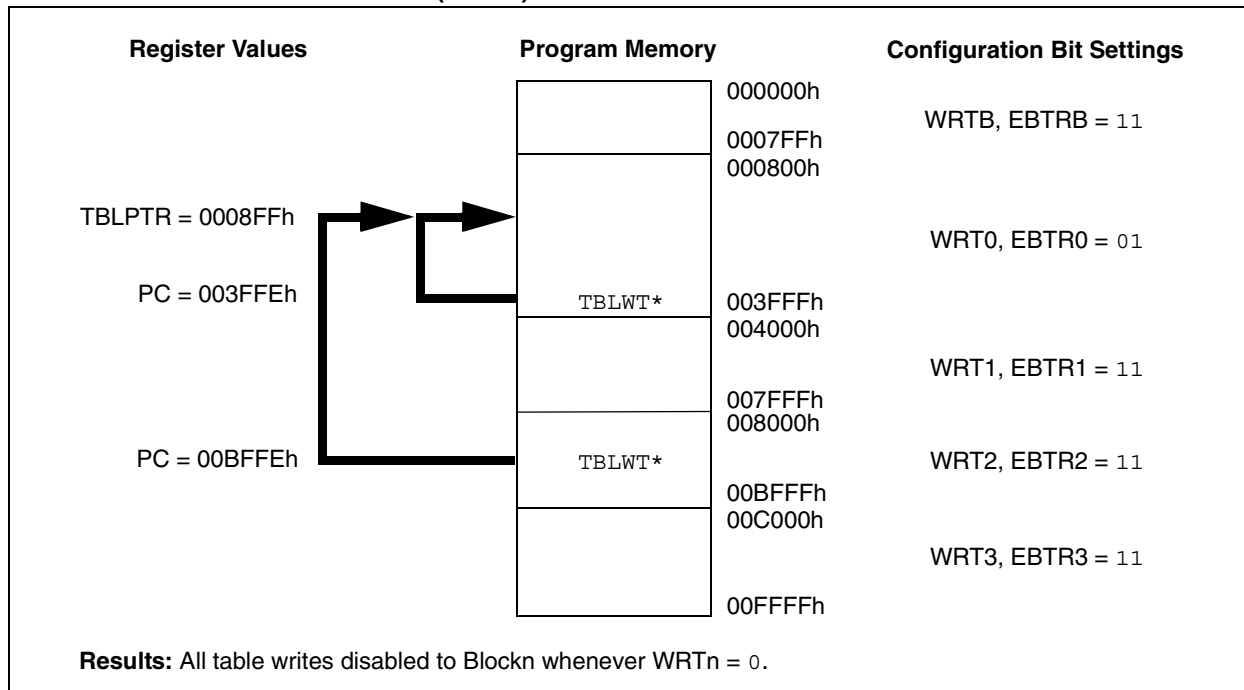 Register Values Program Memory Configuration Bit Settings
000000h
WRTB, EBTRB = 11
0007FFh
000800h
TBLPTR = 0008FFh
WRT0, EBTR0 = 01
PC = 003FFEh
TBLWT* 003FFFh
004000h
WRT1, EBTR1 = 11
007FFFh
008000h
PC = 00BFFEh TBLWT* WRT2, EBTR2 = 11
00BFFFh
00C000h
WRT3, EBTR3 = 11
00FFFFh
Results: All table writes disabled to Blockn whenever WRTn = 0.